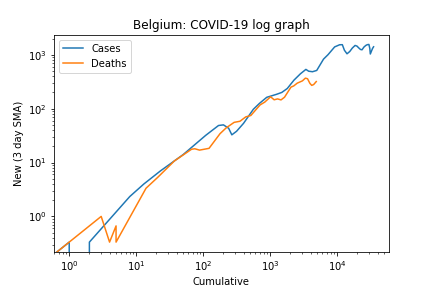 Belgium: COVID-19 log graph
Cases
Deaths
New (3 day SMA)
10³
10²
10¹
10⁰
10⁰ 10¹ 10² 10³ 10⁴
Cumulative